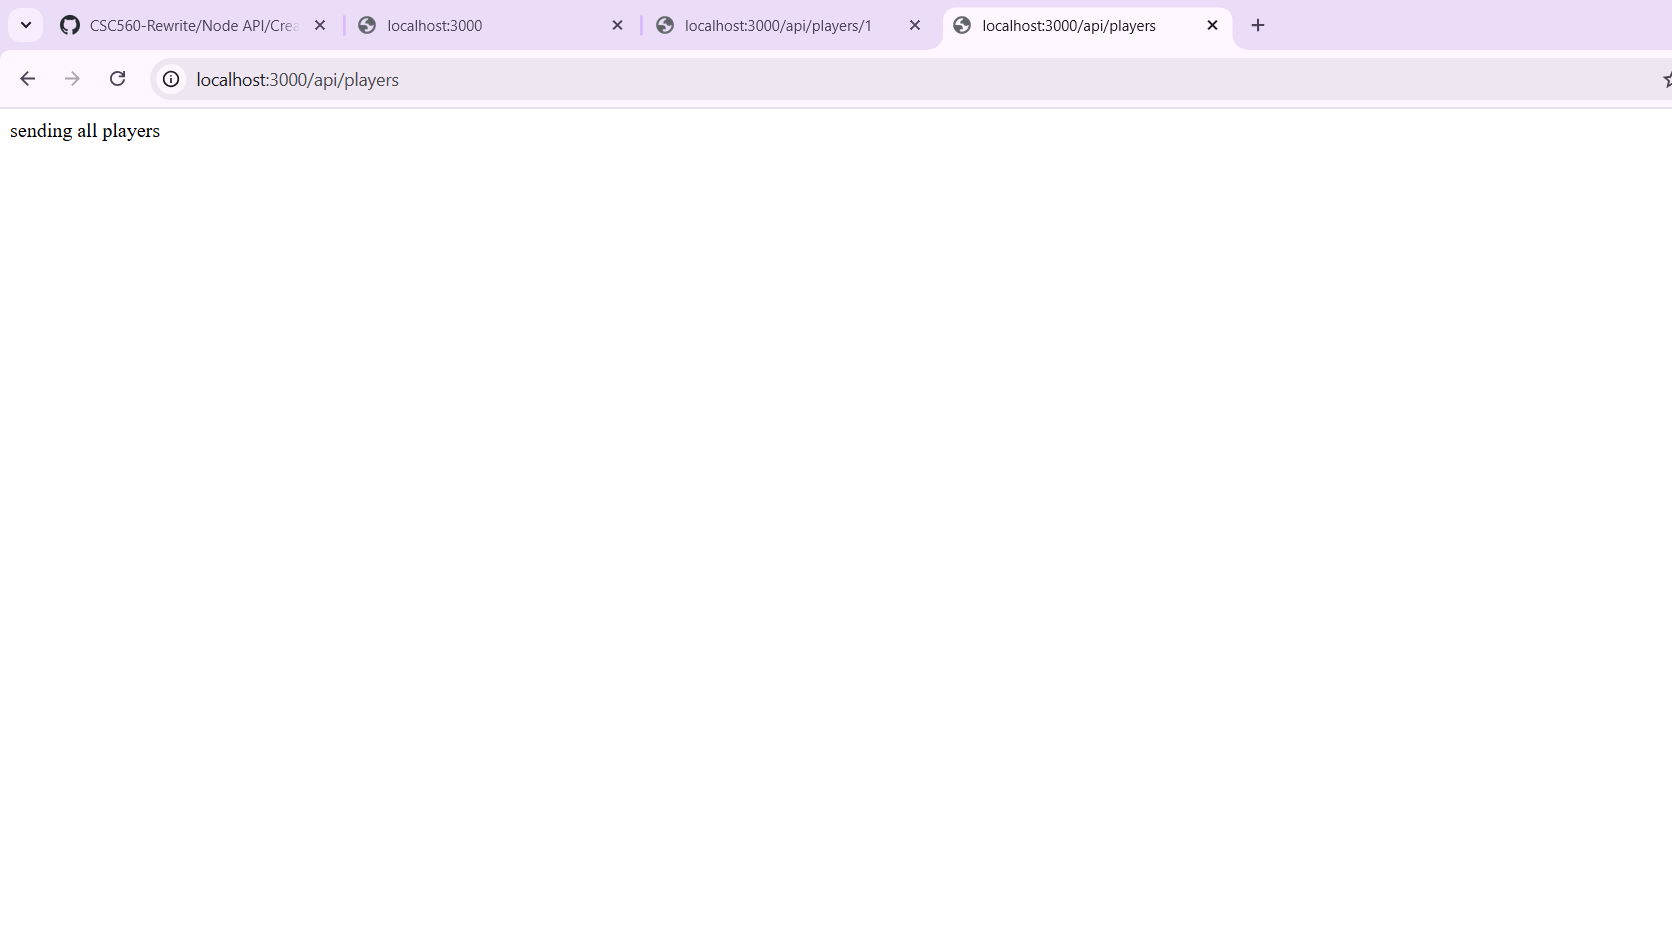 CSC560-Rewrite/Node API/Crea
localhost:3000
localhost:3000/api/players/1
localhost:3000/api/players
localhost:3000/api/players
sending all players